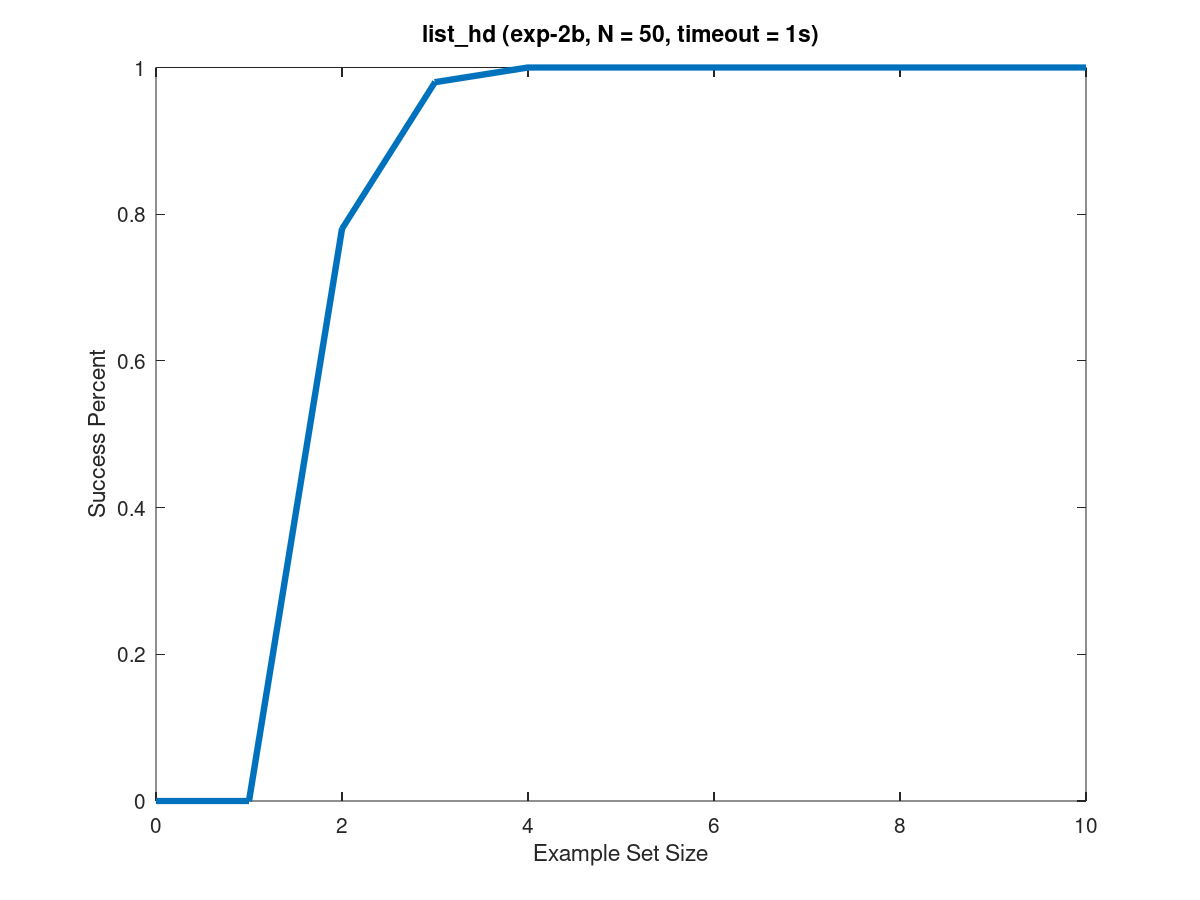 list_hd (exp-2b, N = 50, timeout = 1s)
1
0.8
0.6
0.4
0.2
0
Success Percent
0 2 4 6 8 10
Example Set Size